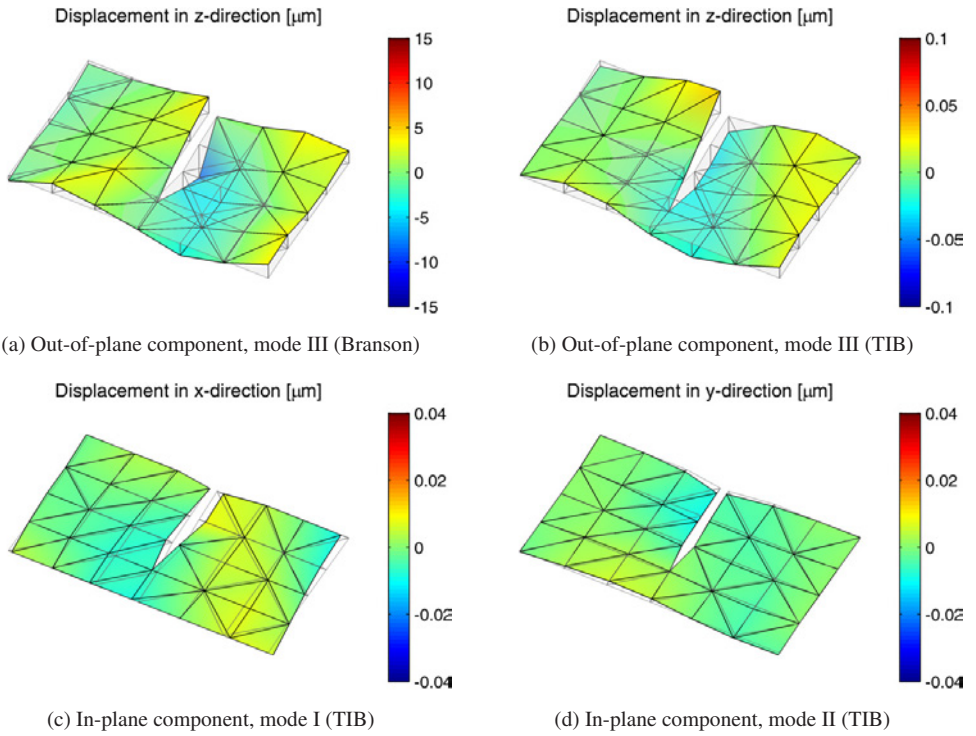 Displacement in z-direction [μm]
15
10
5
0
-5
-10
-15
(a) Out-of-plane component, mode III (Branson)
Displacement in z-direction [μm]
0.1
0.05
0
-0.05
-0.1
(b) Out-of-plane component, mode III (TIB)
Displacement in x-direction [μm]
0.04
0.02
0
-0.02
-0.04
(c) In-plane component, mode I (TIB)
Displacement in y-direction [μm]
0.04
0.02
0
-0.02
-0.04
(d) In-plane component, mode II (TIB)